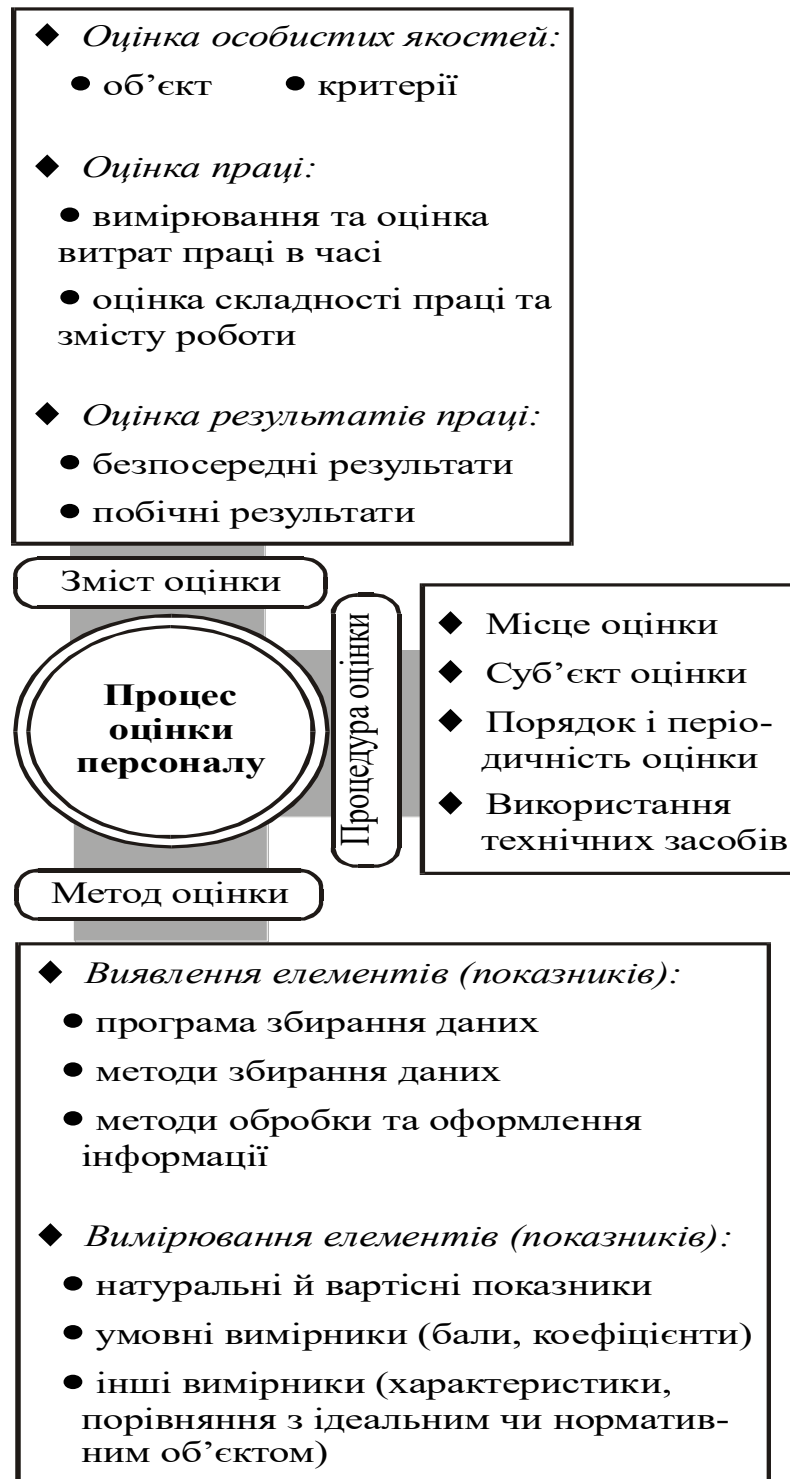 ◆ Оцінка особистих якостей:
● об’єкт ● критерії
◆ Оцінка праці:
● вимірювання та оцінка
витрат праці в часі
● оцінка складності праці та
змісту роботи
◆ Оцінка результатів праці:
● безпосередні результати
● побічні результати
Зміст оцінки
Процес
оцінки
персоналу
Процедура оцінки
◆ Місце оцінки
◆ Суб’єкт оцінки
◆ Порядок і періо-
дичність оцінки
◆ Використання
технічних засобів
Метод оцінки
◆ Виявлення елементів (показників):
● програма збирання даних
● методи збирання даних
● методи обробки та оформлення
інформації
◆ Вимірювання елементів (показників):
● натуральні й вартісні показники
● умовні вимірники (бали, коефіцієнти)
● інші вимірники (характеристики,
порівняння з ідеальним чи норматив-
ним об’єктом)